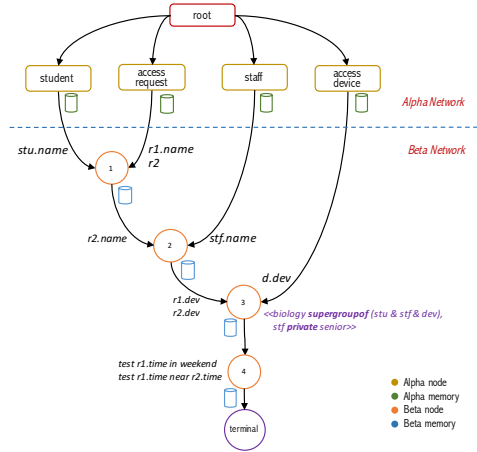 root
student
access
request
staff
access
device
Alpha Network
Beta Network
stu.name
r1.name
r2
1
r2.name
2
stf.name
r1.dev
r2.dev
d.dev
3
<<biology supergroupof (stu & stf & dev),
stf private senior>>
test r1.time in weekend
test r1.time near r2.time
4
terminal
Alpha node
Alpha memory
Beta node
Beta memory